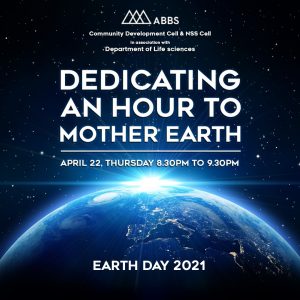 ABBS
Community Development Cell & NSS Cell
In association with
Department of Life sciences
DEDICATING
AN HOUR TO
MOTHER EARTH
APRIL 22, THURSDAY 8.30PM TO 9.30PM
EARTH DAY 2021